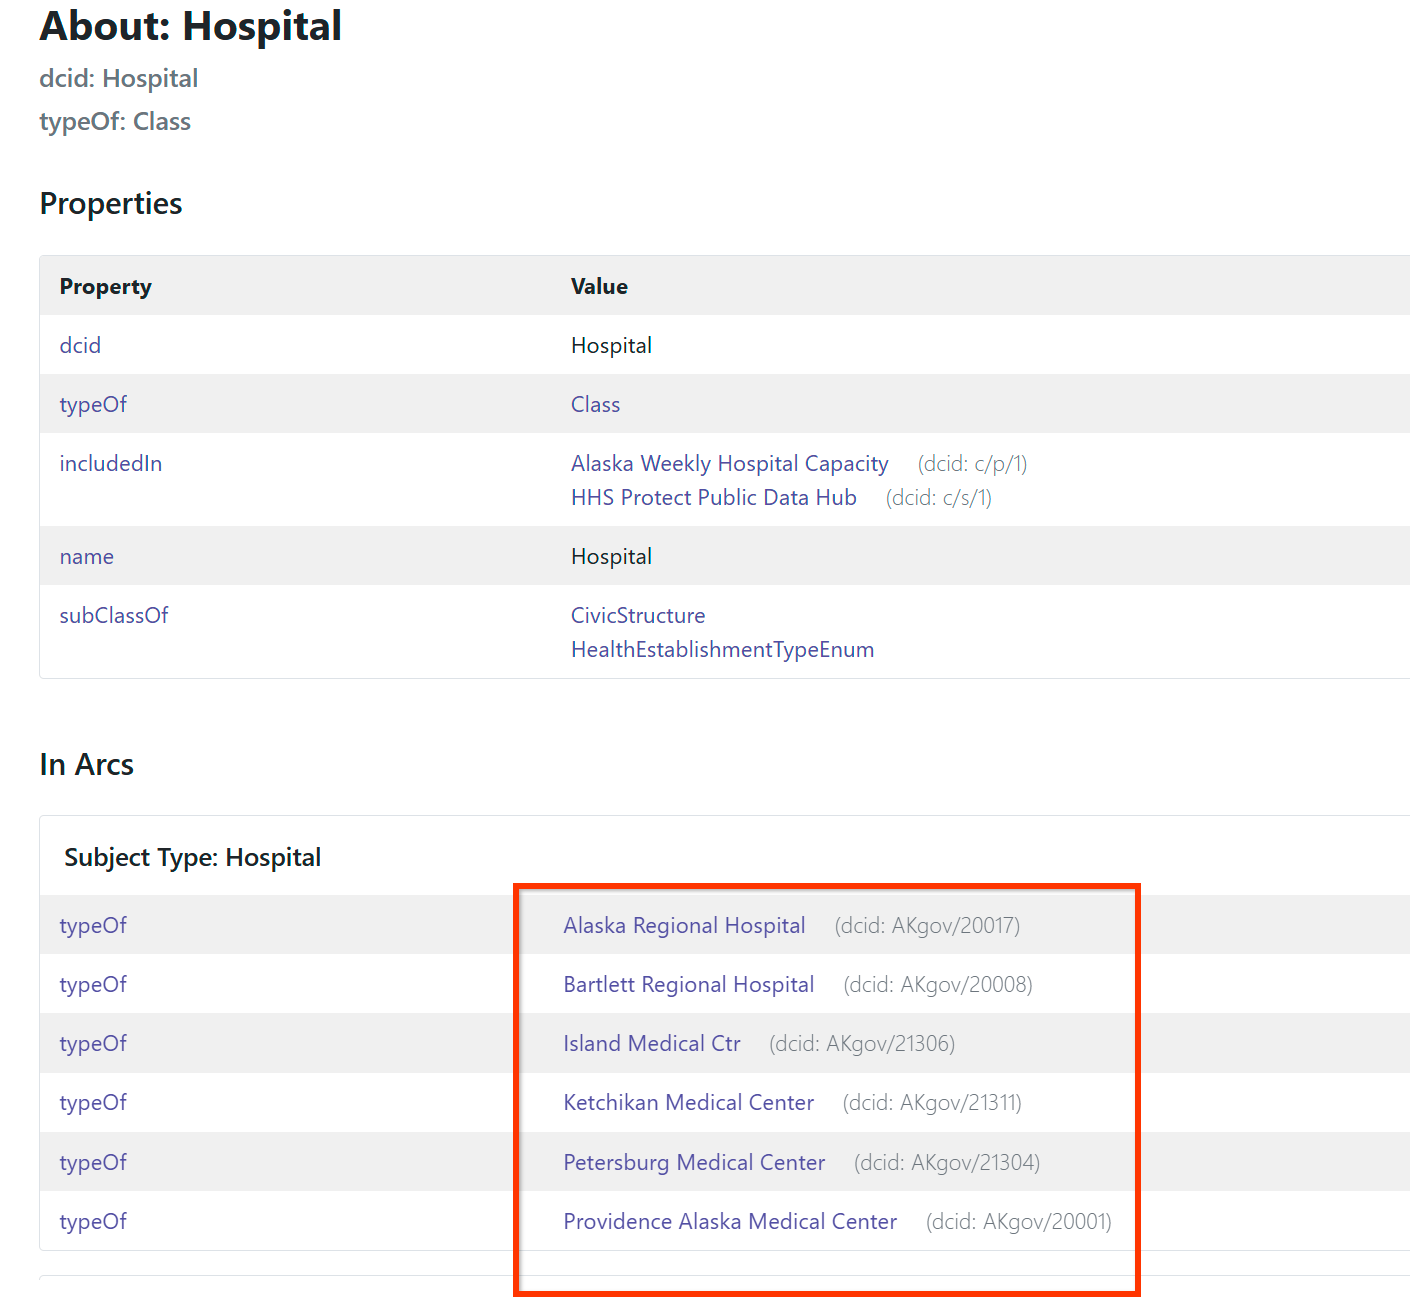 About: Hospital
dcid: Hospital
typeOf: Class
Properties
Property Value
dcid Hospital
typeOf Class
includedIn Alaska Weekly Hospital Capacity (dcid: c/p/1)
HHS Protect Public Data Hub (dcid: c/s/1)
name Hospital
subClassOf CivicStructure
HealthEstablishmentTypeEnum
In Arcs
Subject Type: Hospital
typeOf Alaska Regional Hospital (dcid: AKgov/20017)
typeOf Bartlett Regional Hospital (dcid: AKgov/20008)
typeOf Island Medical Ctr (dcid: AKgov/21306)
typeOf Ketchikan Medical Center (dcid: AKgov/21311)
typeOf Petersburg Medical Center (dcid: AKgov/21304)
typeOf Providence Alaska Medical Center (dcid: AKgov/20001)